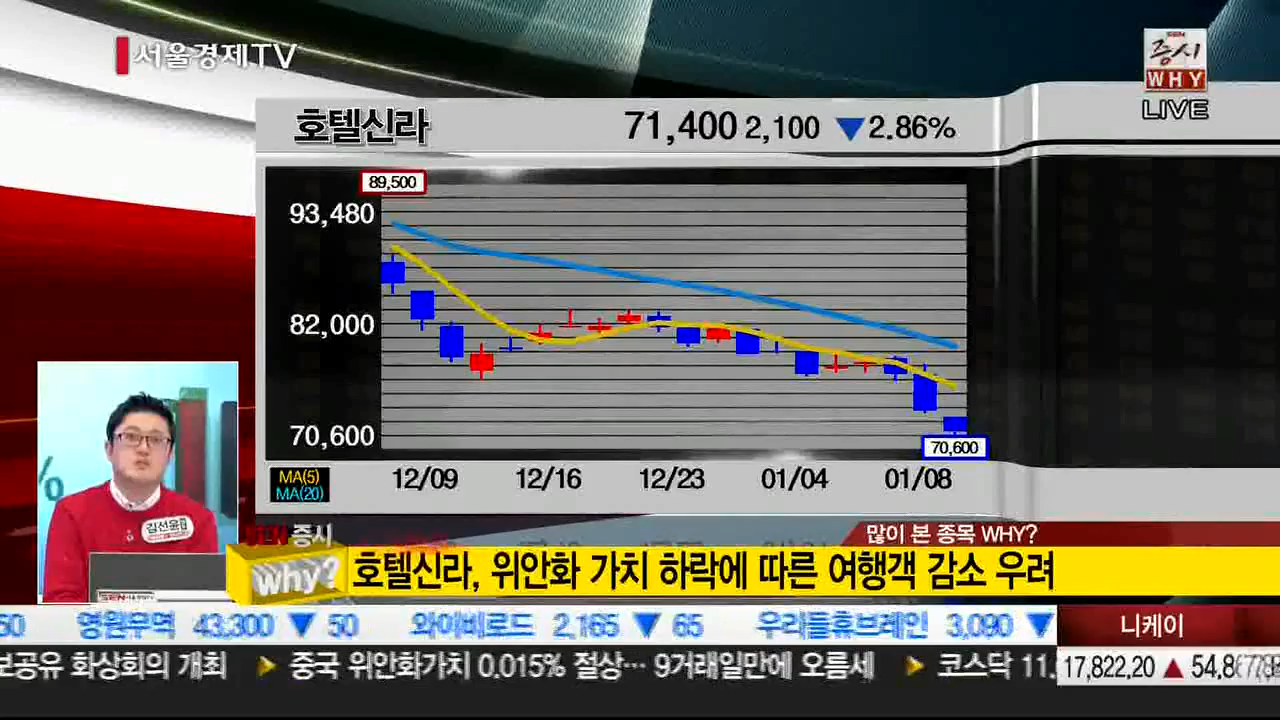 서울경제TV
SEN
증시
WHY
LIVE
호텔신라 71,400 2,100 ▼2.86%
89,500
93,480
82,000
70,600
70,600
MA(5)
MA(20)
12/09 12/16 12/23 01/04 01/08
%
김선윤
SEN 증시
why?
많이 본 종목 WHY?
호텔신라, 위안화 가치 하락에 따른 여행객 감소 우려
50 영원무역 43,300 ▼ 50 와이비로드 2,165 ▼ 65 우리들휴브레인 3,090 ▼
니케이
보공유 화상회의 개최 ▶ 중국 위안화가치 0.015% 절상… 9거래일만에 오름세 ▶ 코스닥 11.
17,822.20 ▲ 54.8